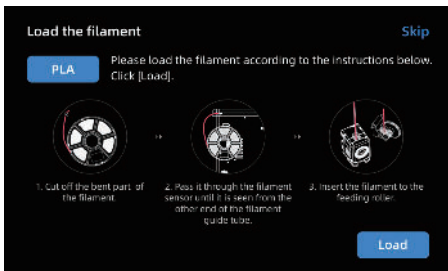 Load the filament
Skip
PLA
Please load the filament according to the instructions below.
Click [Load].
1. Cut off the bent part of
the filament.
2. Pass it through the filament
sensor until it is seen from the
other end of the filament
guide tube.
3. Insert the filament to the
feeding roller.
Load